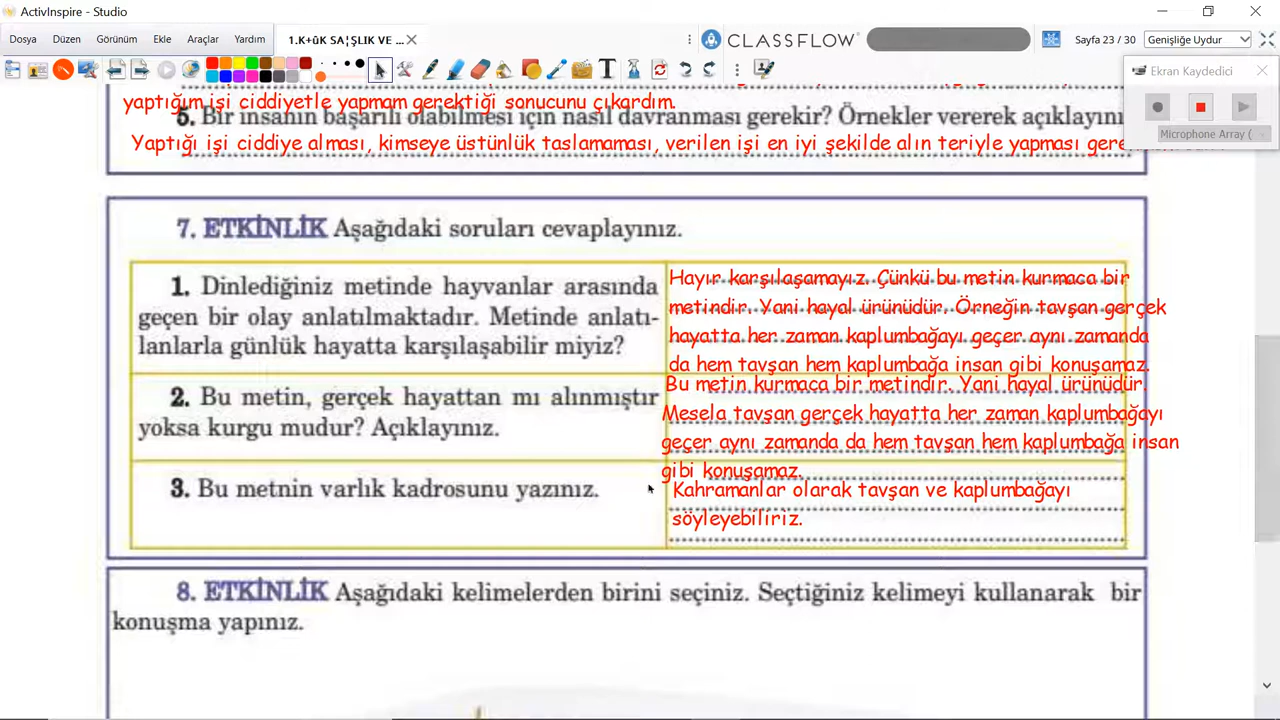 ActivInspire - Studio
Dosya Düzen Görünüm Ekle Araçlar Yardım
1.K+ûK SA¦ŞLIK VE ...
CLASSFLOW
Sayfa 23 / 30
Genişliğe Uydur
Ekran Kaydedici
Microphone Array (
yaptığım işi ciddiyetle yapmam gerektiği sonucunu çıkardım.
5. Bir insanın başarılı olabilmesi için nasıl davranması gerekir? Örnekler vererek açıklayını
Yaptığı işi ciddiye alması, kimseye üstünlük taslamaması, verilen işi en iyi şekilde alın teriyle yapması
7. ETKİNLİK Aşağıdaki soruları cevaplayınız.
1. Dinlediğiniz metinde hayvanlar arasında
geçen bir olay anlatılmaktadır. Metinde anlatı-
lanlarla günlük hayatta karşılaşabilir miyiz?
Hayır karşılaşamayız. Çünkü bu metin kurmaca bir
metindir. Yani hayal ürünüdür. Örneğin tavşan gerçek
hayatta her zaman kaplumbağayı geçer aynı zamanda
da hem tavşan hem kaplumbağa insan gibi konuşamaz.
2. Bu metin, gerçek hayattan mı alınmıştır
yoksa kurgu mudur? Açıklayınız.
Bu metin kurmaca bir metindir. Yani hayal ürünüdür.
Mesela tavşan gerçek hayatta her zaman kaplumbağayı
geçer aynı zamanda da hem tavşan hem kaplumbağa insan
gibi konuşamaz.
3. Bu metnin varlık kadrosunu yazınız.
Kahramanlar olarak tavşan ve kaplumbağayı
söyleyebiliriz.
8. ETKİNLİK Aşağıdaki kelimelerden birini seçiniz. Seçtiğiniz kelimeyi kullanarak bir
konuşma yapınız.